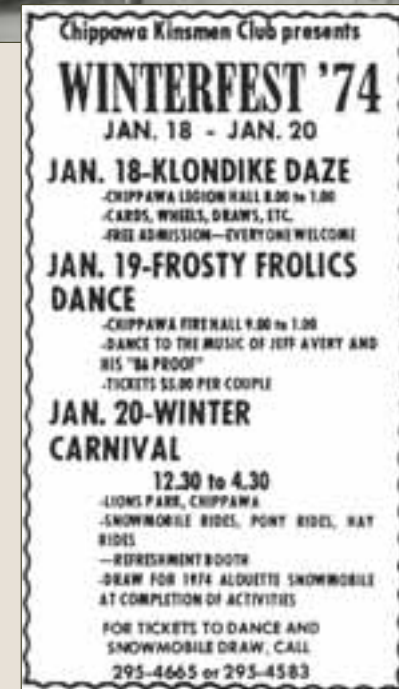 Chippawa Kinsmen Club presents
WINTERFEST '74
JAN. 18 - JAN. 20
JAN. 18-KLONDIKE DAZE
-CHIPPAWA LEGION HALL 8.00 to 1.00
-CARDS, WHEELS, DRAWS, ETC.
-FREE ADMISSION—EVERYONE WELCOME
JAN. 19-FROSTY FROLICS
DANCE
-CHIPPAWA FIRE HALL 9.00 to 1.00
-DANCE TO THE MUSIC OF JEFF AVERY AND
HIS "86 PROOF"
-TICKETS $5.00 PER COUPLE
JAN. 20-WINTER
CARNIVAL
12.30 to 4.30
-LIONS PARK, CHIPPAWA
-SNOWMOBILE RIDES, PONY RIDES, HAY
RIDES
—REFRESHMENT BOOTH
-DRAW FOR 1974 ALOUETTE SNOWMOBILE
AT COMPLETION OF ACTIVITIES
FOR TICKETS TO DANCE AND
SNOWMOBILE DRAW, CALL
295-4665 or 295-4583